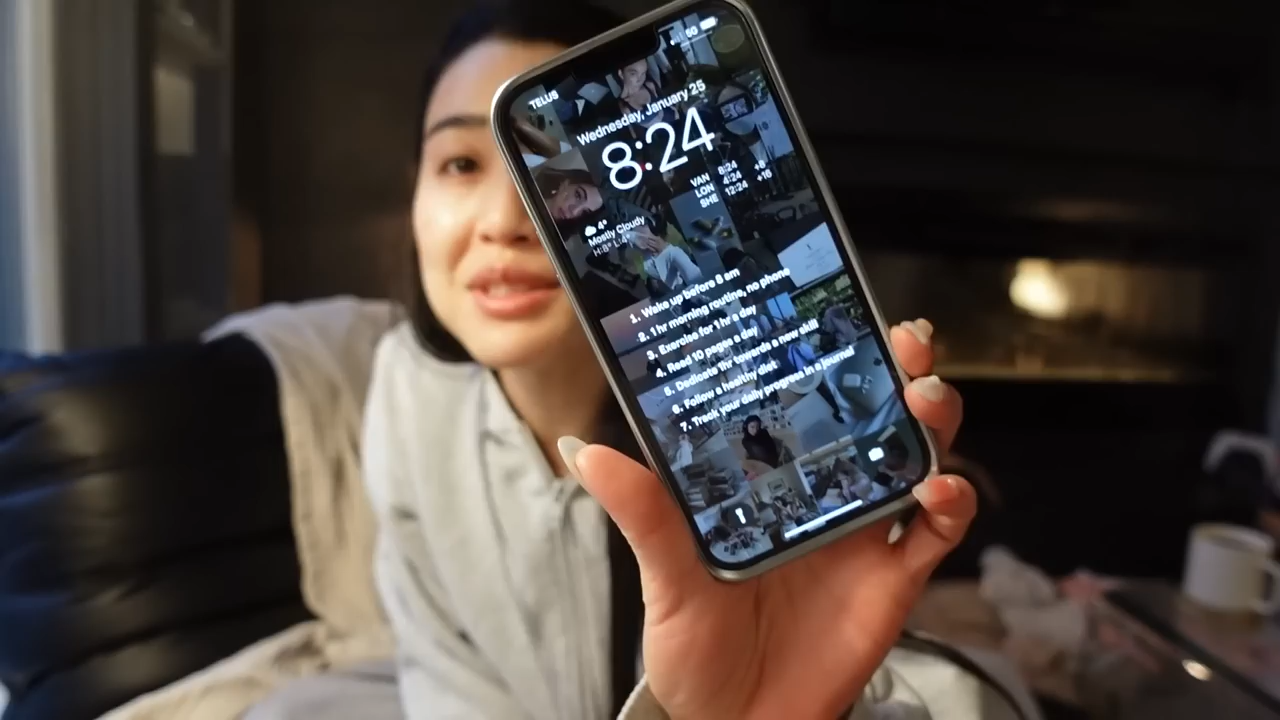 TELUS
5G
Wednesday, January 25
8:24
VAN 8:24
LON 4:24 +8
SHE 12:24 +16
4°
Mostly Cloudy
H:8° L:4°
1. Wake up before 8 am
2. 1 hr morning routine, no phone
3. Exercise for 1 hr a day
4. Read 10 pages a day
5. Dedicate 1hr towards a new skill
6. Follow a healthy diet
7. Track your daily progress in a journal